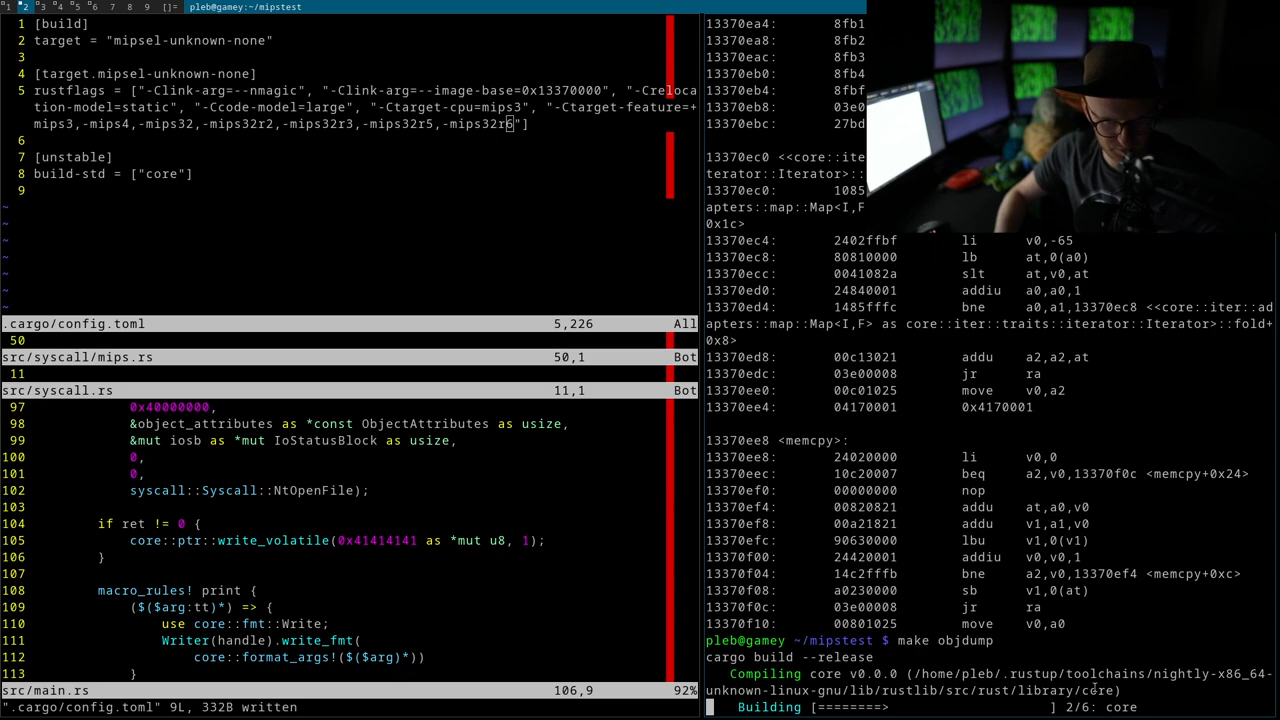 1 2 3 4 5 6 7 8 9 []= pleb@gamey:~/mipstest
1 [build]
2 target = "mipsel-unknown-none"
3
4 [target.mipsel-unknown-none]
5 rustflags = ["-Clink-arg=--nmagic", "-Clink-arg=--image-base=0x13370000", "-Creloca
tion-model=static", "-Ccode-model=large", "-Ctarget-cpu=mips3", "-Ctarget-feature=+
mips3,-mips4,-mips32,-mips32r2,-mips32r3,-mips32r5,-mips32r6"]
6
7 [unstable]
8 build-std = ["core"]
9
~
~
~
~
~
~
~
.cargo/config.toml 5,226 All
50
src/syscall/mips.rs 50,1 Bot
11
src/syscall.rs 11,1 Bot
97 0x40000000,
98 &object_attributes as *const ObjectAttributes as usize,
99 &mut iosb as *mut IoStatusBlock as usize,
100 0,
101 0,
102 syscall::Syscall::NtOpenFile);
103
104 if ret != 0 {
105 core::ptr::write_volatile(0x41414141 as *mut u8, 1);
106 }
107
108 macro_rules! print {
109 ($($arg:tt)*) => {
110 use core::fmt::Write;
111 Writer(handle).write_fmt(
112 core::format_args!($($arg)*))
113 }
src/main.rs 106,9 92%
".cargo/config.toml" 9L, 332B written
13370ea4: 8fb1
13370ea8: 8fb2
13370eac: 8fb3
13370eb0: 8fb4
13370eb4: 8fbf
13370eb8: 03e0
13370ebc: 27bd
13370ec0 <<core::ite
terator::Iterator>::
13370ec0: 1085
apters::map::Map<I,F
0x1c>
13370ec4: 2402ffbf li v0,-65
13370ec8: 80810000 lb at,0(a0)
13370ecc: 0041082a slt at,v0,at
13370ed0: 24840001 addiu a0,a0,1
13370ed4: 1485fffc bne a0,a1,13370ec8 <<core::iter::ad
apters::map::Map<I,F> as core::iter::traits::iterator::Iterator>::fold+
0x8>
13370ed8: 00c13021 addu a2,a2,at
13370edc: 03e00008 jr ra
13370ee0: 00c01025 move v0,a2
13370ee4: 04170001 0x4170001
13370ee8 <memcpy>:
13370ee8: 24020000 li v0,0
13370eec: 10c20007 beq a2,v0,13370f0c <memcpy+0x24>
13370ef0: 00000000 nop
13370ef4: 00820821 addu at,a0,v0
13370ef8: 00a21821 addu v1,a1,v0
13370efc: 90630000 lbu v1,0(v1)
13370f00: 24420001 addiu v0,v0,1
13370f04: 14c2fffb bne a2,v0,13370ef4 <memcpy+0xc>
13370f08: a0230000 sb v1,0(at)
13370f0c: 03e00008 jr ra
13370f10: 00801025 move v0,a0
pleb@gamey ~/mipstest $ make objdump
cargo build --release
Compiling core v0.0.0 (/home/pleb/.rustup/toolchains/nightly-x86_64-
unknown-linux-gnu/lib/rustlib/src/rust/library/core)
Building [========> ] 2/6: core